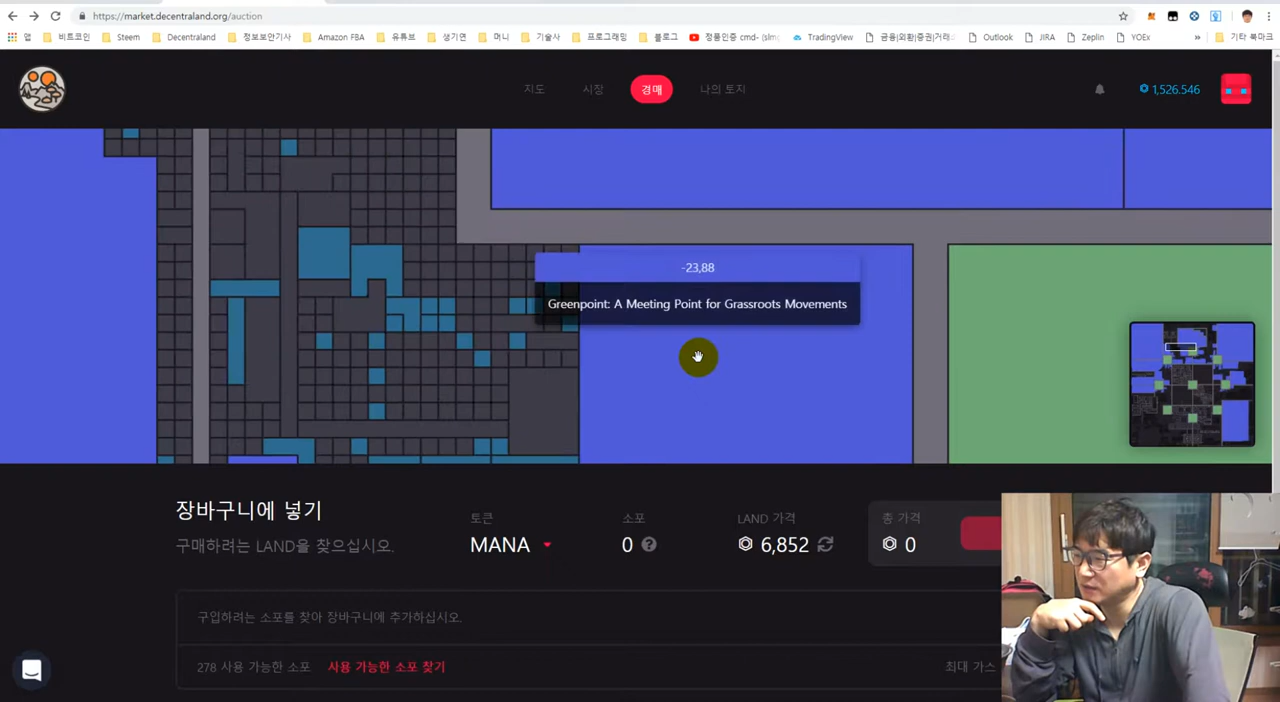 https://market.decentraland.org/auction
앱 비트코인 Steem Decentraland 정보보안기사 Amazon FBA 유튜브 생기연 머니 기술사 프로그래밍 블로그 정품인증 cmd- (slmg TradingView 금융|외환|증권|거래소 Outlook JIRA Zeplin YOEx » 기타 북마크
지도 시장 경매 나의 토지 1,526.546
-23,88
Greenpoint: A Meeting Point for Grassroots Movements
장바구니에 넣기
구매하려는 LAND을 찾으십시오.
토큰 소포 LAND 가격 총 가격
MANA 0 6,852 0
구입하려는 소포를 찾아 장바구니에 추가하십시오.
278 사용 가능한 소포 사용 가능한 소포 찾기 최대 가스